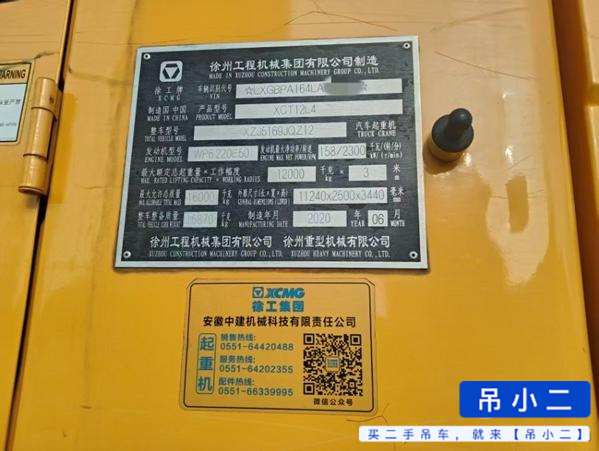 WARNING
徐州工程机械集团有限公司制造
MADE IN XUZHOU CONSTRUCTION MACHINERY GROUP CO., LTD.
徐工牌 车辆识别代号 ☆LXGBPA164LA ☆
XCMG VIN
制造国 中国 产品型号 XCT12L4
MADE IN CHINA PRODUCT MODEL
整车型号 XZJ5169JQZ12 汽车起重机
TOTAL VEHICLE MODEL TRUCK CRANE
发动机型号 WP6.220E50 发动机最大净功率/转速 158/2300 千瓦/(转/分)
ENGINE MODEL ENGINE MAX NET POWER/RPM kW/(r/min)
最大额定总起重量×工作幅度 12000 千克 × 3 米
MAX. RATED LIFTING CAPACITY × WORKING RADIUS kg m
最大允许总质量 16000 千克 外廓尺寸(长×宽×高) 11240×2500×3440 毫米
MAX. ALLOWABLE TOTAL MASS kg GENERAL DIMENSIONS mm
整车整备质量 千克 制造年月 2020 年 06 月
TOTAL VEHICLE CURB WEIGHT kg MANUFACTURING DATE YEAR MONTH
徐州工程机械集团有限公司 徐州重型机械有限公司
XUZHOU CONSTRUCTION MACHINERY GROUP CO., LTD. XUZHOU HEAVY MACHINERY CO., LTD.
XCMG
徐工集团
安徽中建机械科技有限责任公司
起重机
销售热线:
0551-64420488
服务热线:
0551-64202355
配件热线:
0551-66339995
微信公众号
吊小二
买二手吊车，就来【吊小二】